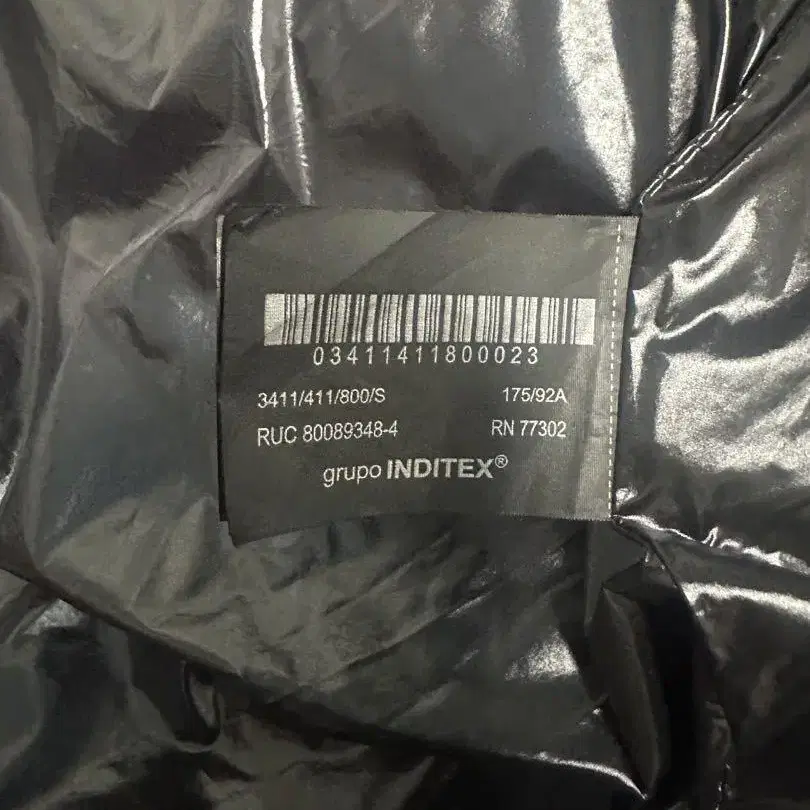 03411411800023
3411/411/800/S 175/92A
RUC 80089348-4 RN 77302
grupo INDITEX®